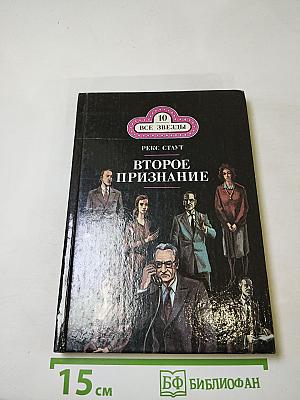 10
ВСЕ ЗВЕЗДЫ
РЕКС СТАУТ
ВТОРОЕ
ПРИЗНАНИЕ
15 см
БФ БИБЛИОФАН